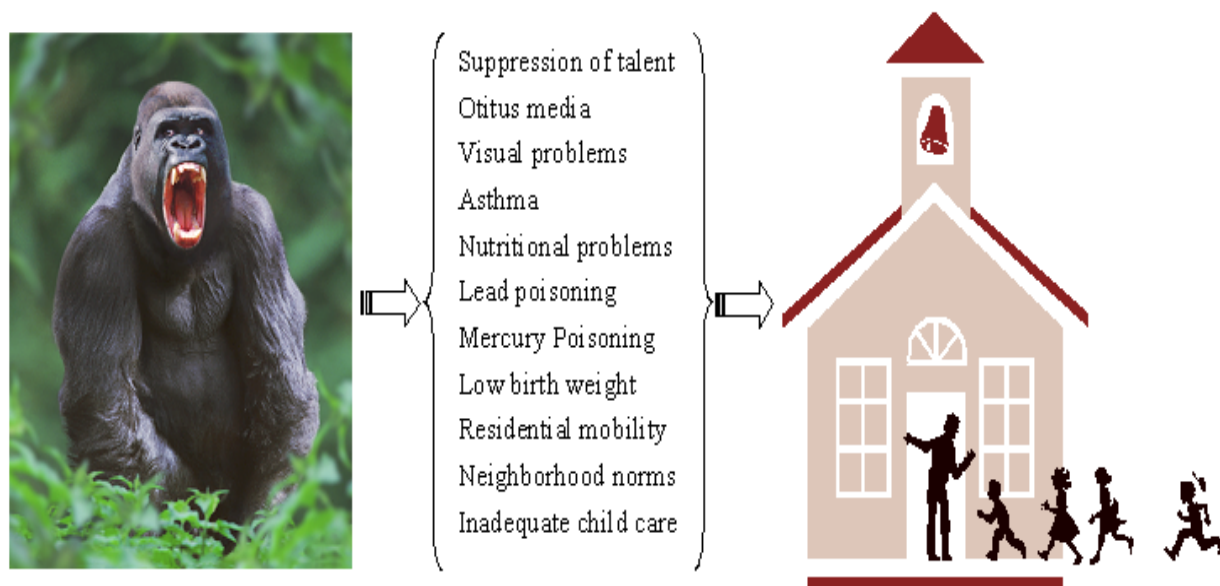 Suppression of talent
Otitus media
Visual problems
Asthma
Nutritional problems
Lead poisoning
Mercury Poisoning
Low birth weight
Residential mobility
Neighborhood norms
Inadequate child care